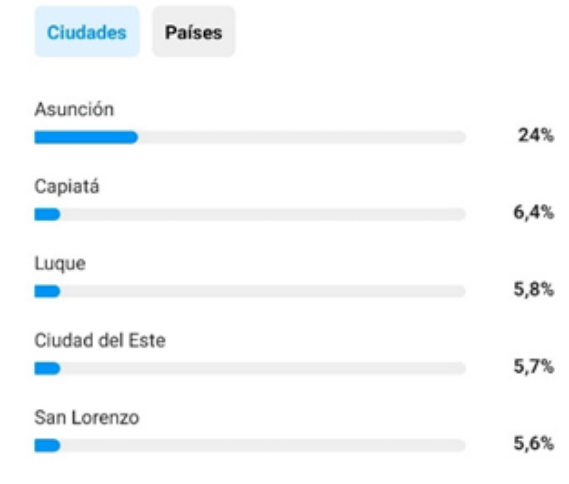 Ciudades Países
Asunción
24%
Capiatá
6,4%
Luque
5,8%
Ciudad del Este
5,7%
San Lorenzo
5,6%